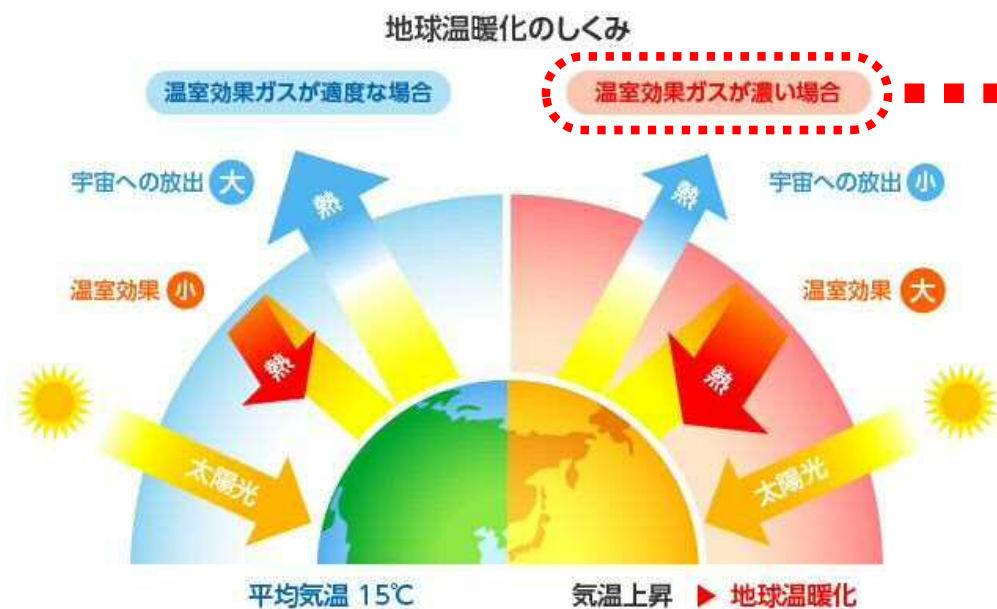 地球温暖化のしくみ
温室効果ガスが適度な場合
温室効果ガスが濃い場合
宇宙への放出 大
熱
熱
宇宙への放出 小
温室効果 小
熱
熱
温室効果 大
太陽光
太陽光
平均気温 15℃
気温上昇 ▶ 地球温暖化